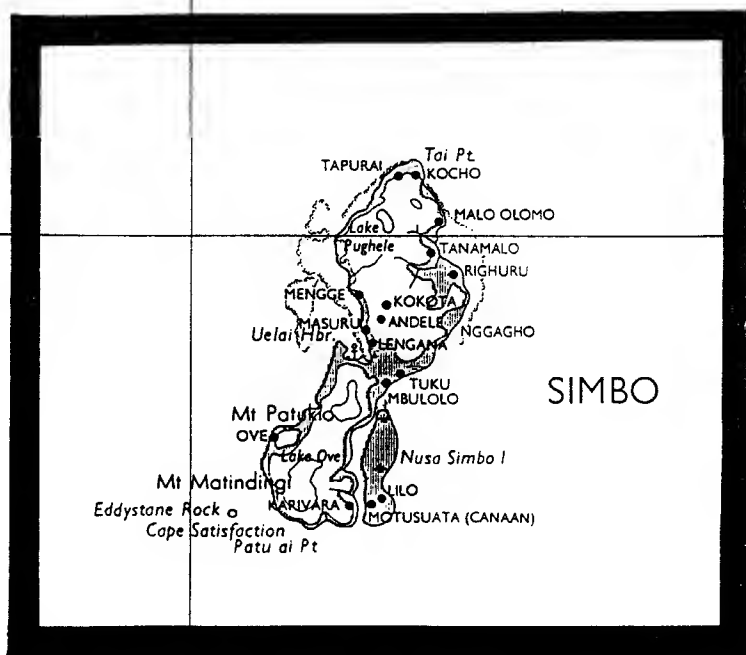 Tai Pt.
TAPURAI
KOCHO
MALO OLOMO
Lake
Pughele
TANAMALO
RIGHURU
MENGGE
KOKOTA
MASURU
ANDELE
NGGAGHO
Uelai Hbr.
LENGANA
TUKU
MBULOLO
SIMBO
Mt Patukio
OVE
Lake Ove
Nusa Simbo I
Mt Matindingi
LILO
Eddystane Rock
KARIVARA
MOTUSUATA (CANAAN)
Cape Satisfaction
Patu ai Pt